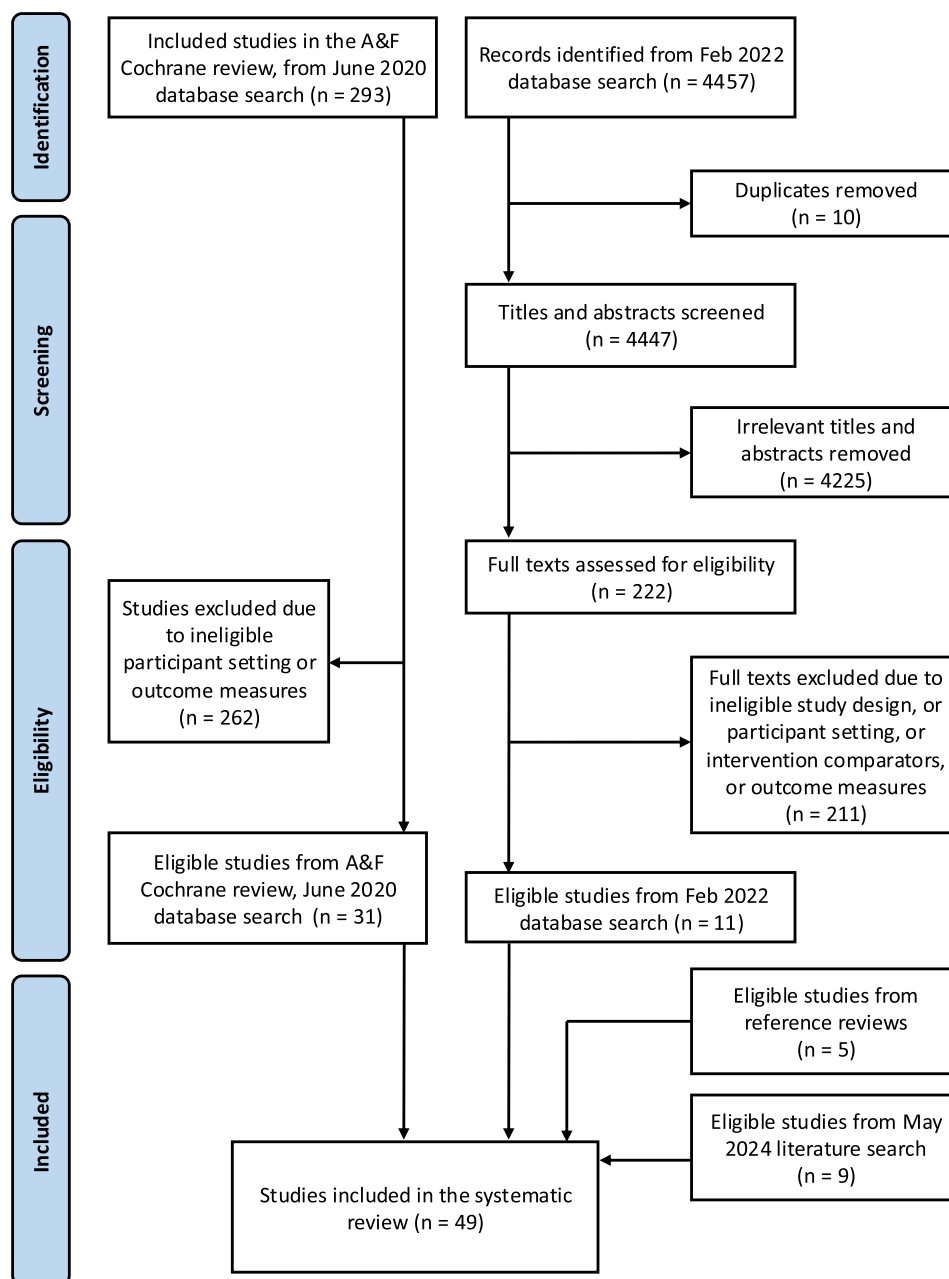 Identification
Included studies in the A&F
Cochrane review, from June 2020
database search (n = 293)
Records identified from Feb 2022
database search (n = 4457)
Duplicates removed
(n = 10)
Screening
Titles and abstracts screened
(n = 4447)
Irrelevant titles and
abstracts removed
(n = 4225)
Eligibility
Full texts assessed for eligibility
(n = 222)
Studies excluded due
to ineligible
participant setting or
outcome measures
(n = 262)
Full texts excluded due to
ineligible study design, or
participant setting, or
intervention comparators,
or outcome measures
(n = 211)
Eligible studies from A&F
Cochrane review, June 2020
database search (n = 31)
Eligible studies from Feb 2022
database search (n = 11)
Included
Eligible studies from
reference reviews
(n = 5)
Eligible studies from May
2024 literature search
(n = 9)
Studies included in the systematic
review (n = 49)